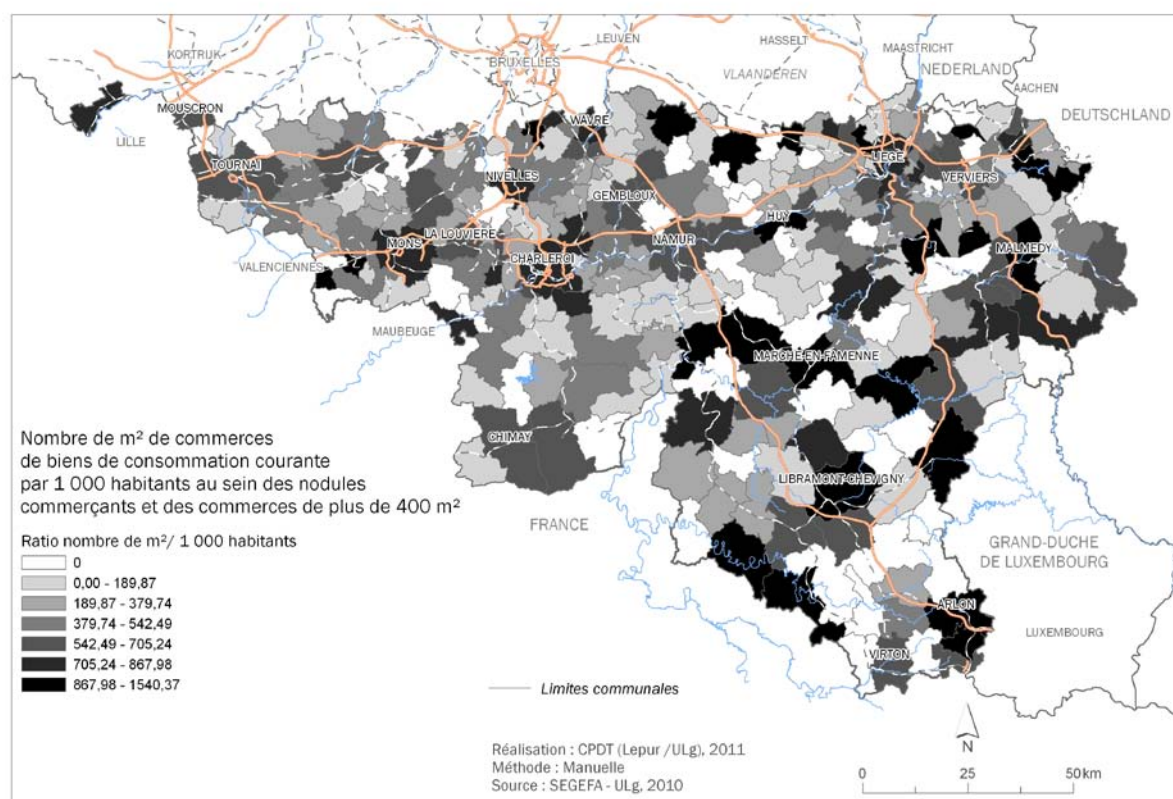 KORTRIJK
LEUVEN
HASSELT
MAASTRICHT
BRUXELLES
VLAANDEREN
NEDERLAND
AACHEN
MOUSCRON
WAVRE
DEUTSCHLAND
LILLE
LIEGE
TOURNAI
NIVELLES
VERVIERS
GEMBLOUX
HUY
LA LOUVIERE
MONS
NAMUR
MALMEDY
CHARLEROI
VALENCIENNES
MAUBEUGE
MARCHE-EN-FAMENNE
CHIMAY
LIBRAMONT-CHEVIGNY
FRANCE
GRAND-DUCHE
DE LUXEMBOURG
ARLON
LUXEMBOURG
VIRTON
Nombre de m² de commerces
de biens de consommation courante
par 1 000 habitants au sein des nodules
commerçants et des commerces de plus de 400 m²
Ratio nombre de m²/ 1 000 habitants
0
0,00 - 189,87
189,87 - 379,74
379,74 - 542,49
542,49 - 705,24
705,24 - 867,98
867,98 - 1540,37
Limites communales
Réalisation : CPDT (Lepur /ULg), 2011
Méthode : Manuelle
Source : SEGEFA - ULg, 2010
N
0 25 50 km